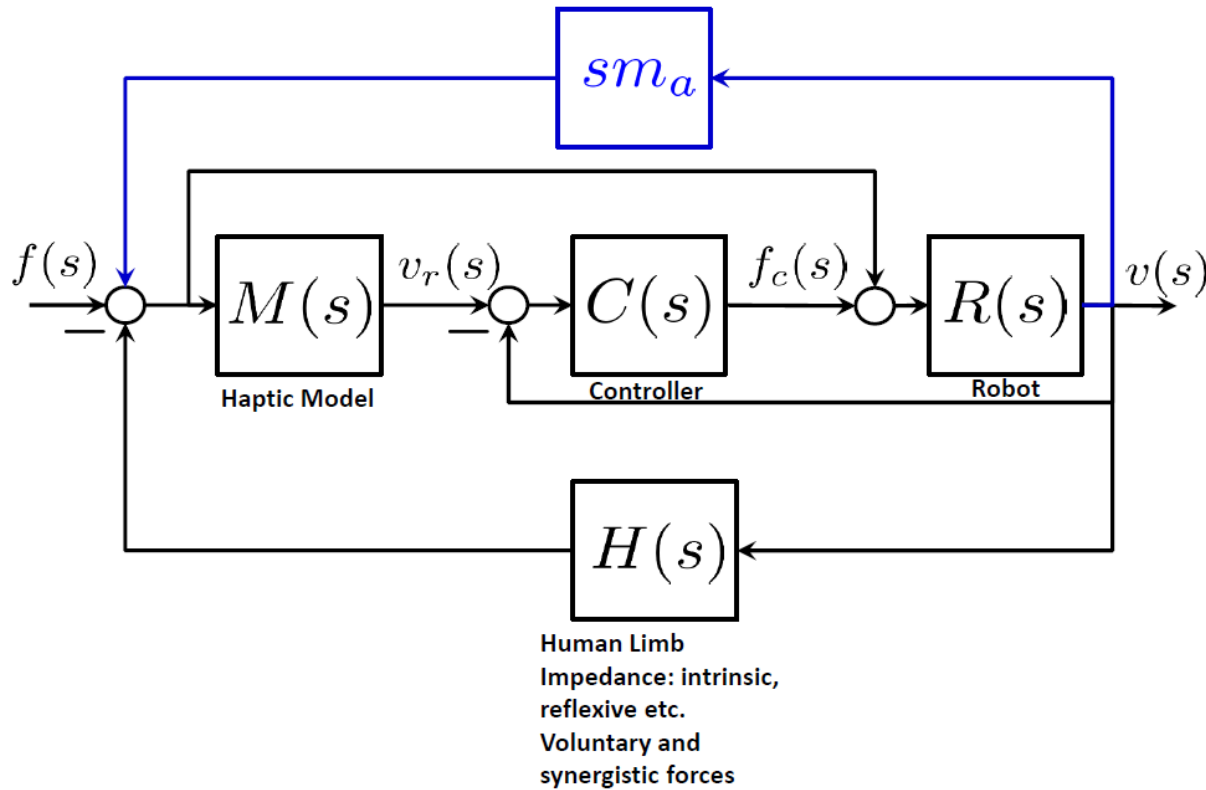 sm_a
f(s)
−
M(s)
Haptic Model
v_r(s)
−
C(s)
Controller
f_c(s)
R(s)
Robot
v(s)
H(s)
Human Limb
Impedance: intrinsic,
reflexive etc.
Voluntary and
synergistic forces